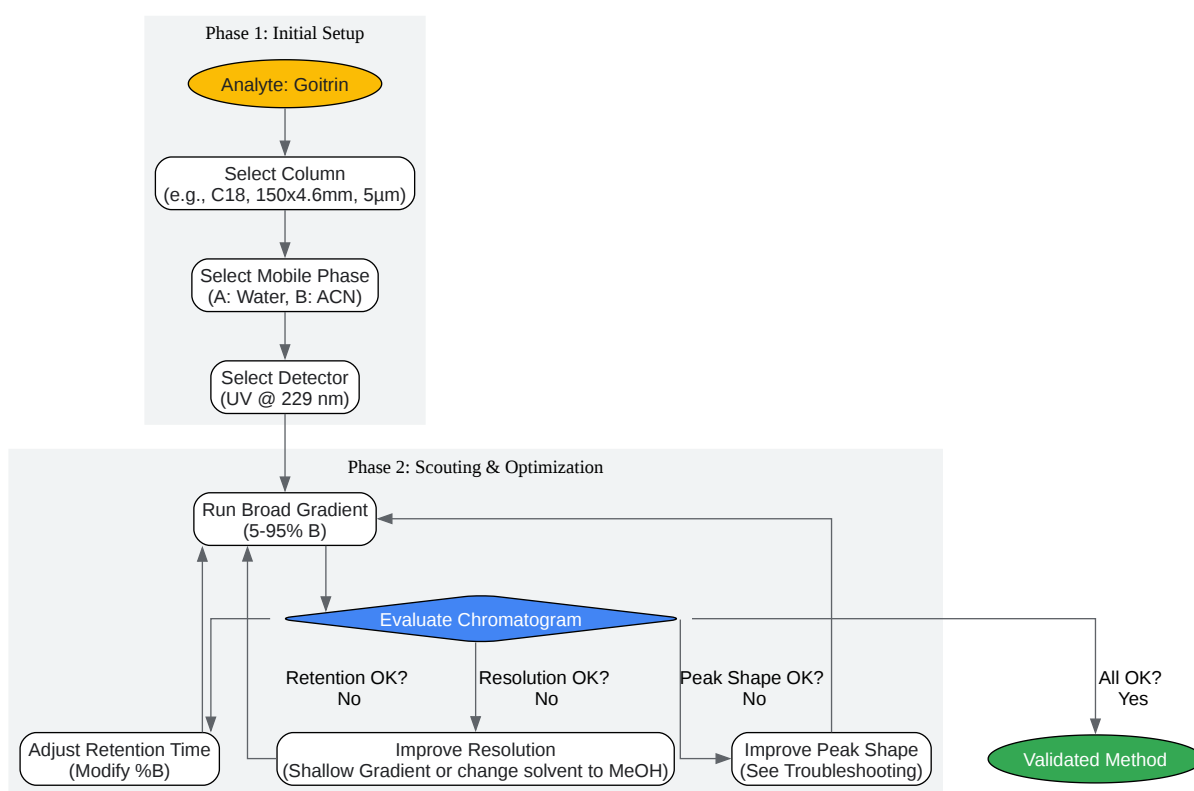 Phase 1: Initial Setup
Analyte: Goitrin
Select Column
(e.g., C18, 150x4.6mm, 5µm)
Select Mobile Phase
(A: Water, B: ACN)
Select Detector
(UV @ 229 nm)
Phase 2: Scouting & Optimization
Run Broad Gradient
(5-95% B)
Evaluate Chromatogram
Retention OK?
No
Resolution OK?
No
Peak Shape OK?
No
All OK?
Yes
Adjust Retention Time
(Modify %B)
Improve Resolution
(Shallow Gradient or change solvent to MeOH)
Improve Peak Shape
(See Troubleshooting)
Validated Method